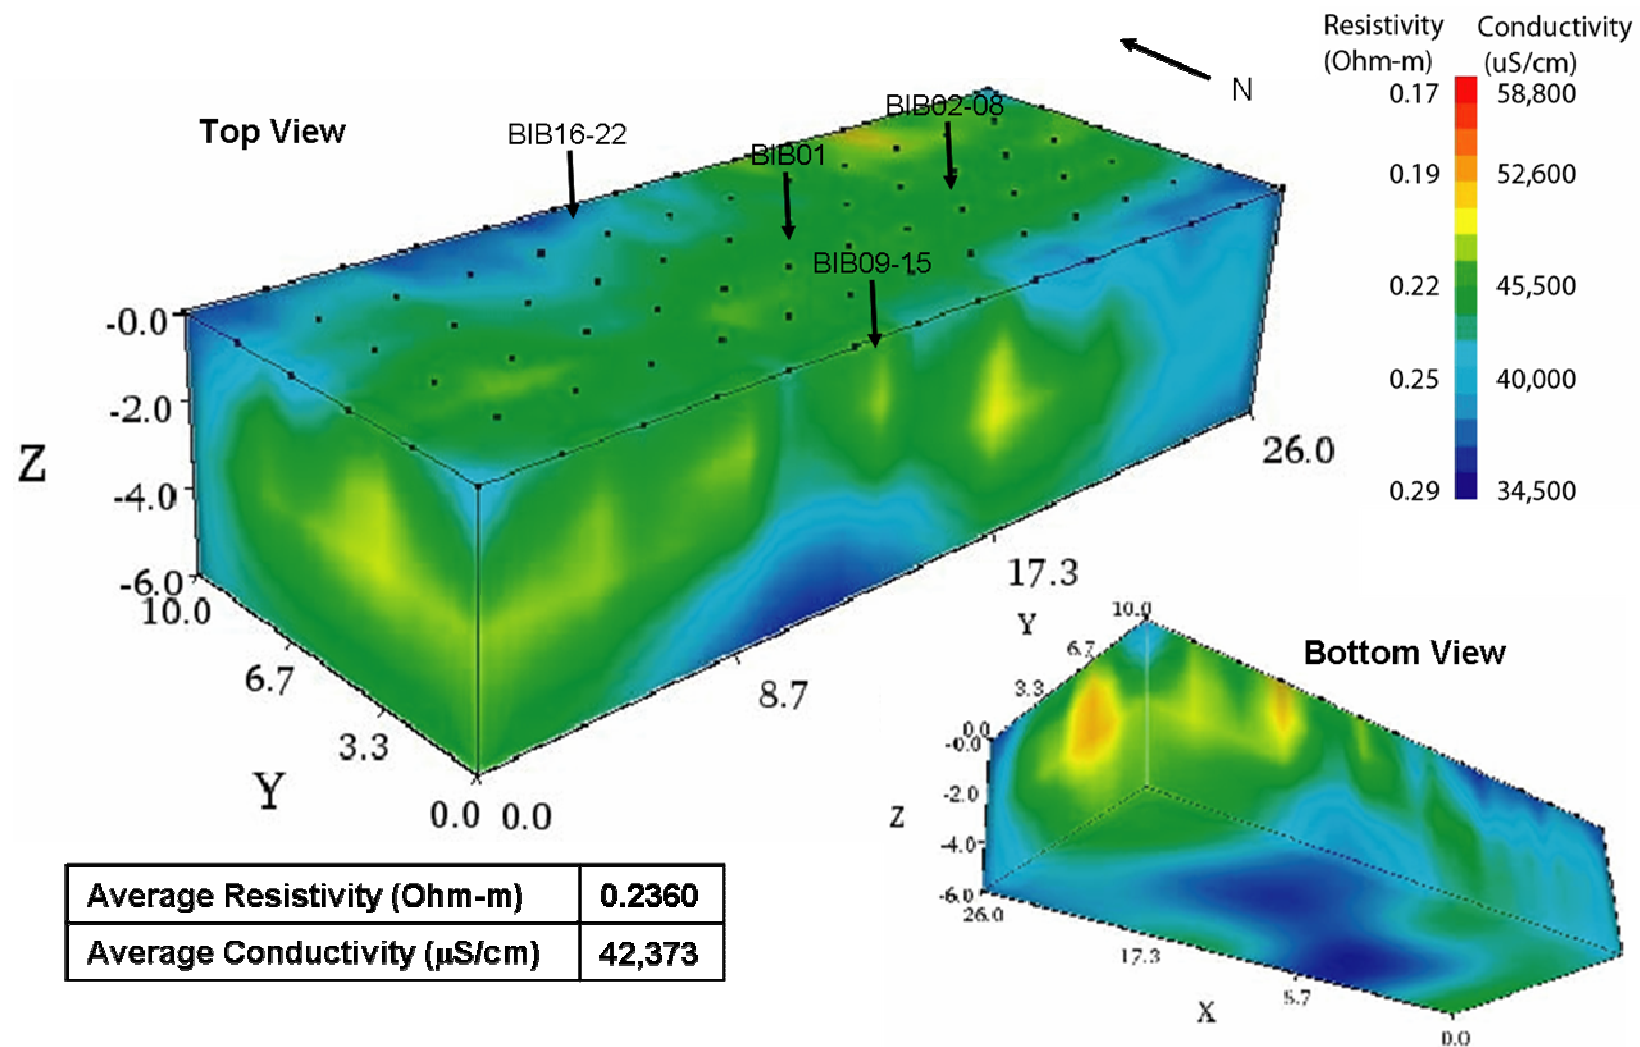 Resistivity Conductivity
(Ohm-m) (uS/cm)
0.17 58,800
0.19 52,600
0.22 45,500
0.25 40,000
0.29 34,500
N
Top View
BIB16-22
BIB01
BIB02-08
BIB09-15
-0.0
-2.0
-4.0
-6.0
Z
10.0
6.7
3.3
0.0
Y
0.0
8.7
17.3
26.0
Bottom View
Y
10.0
6.7
3.3
0.0
-0.0
-2.0
-4.0
-6.0
Z
26.0
17.3
5.7
0.0
X
Average Resistivity (Ohm-m) 0.2360
Average Conductivity (μS/cm) 42,373